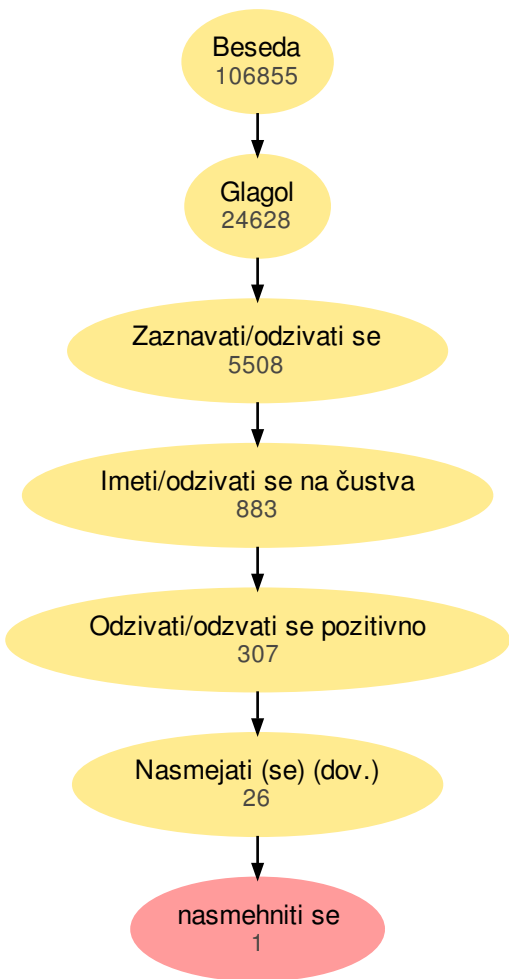 Beseda
106855
Glagol
24628
Zaznavati/odzivati se
5508
Imeti/odzivati se na čustva
883
Odzivati/odzvati se pozitivno
307
Nasmejati (se) (dov.)
26
nasmehniti se
1